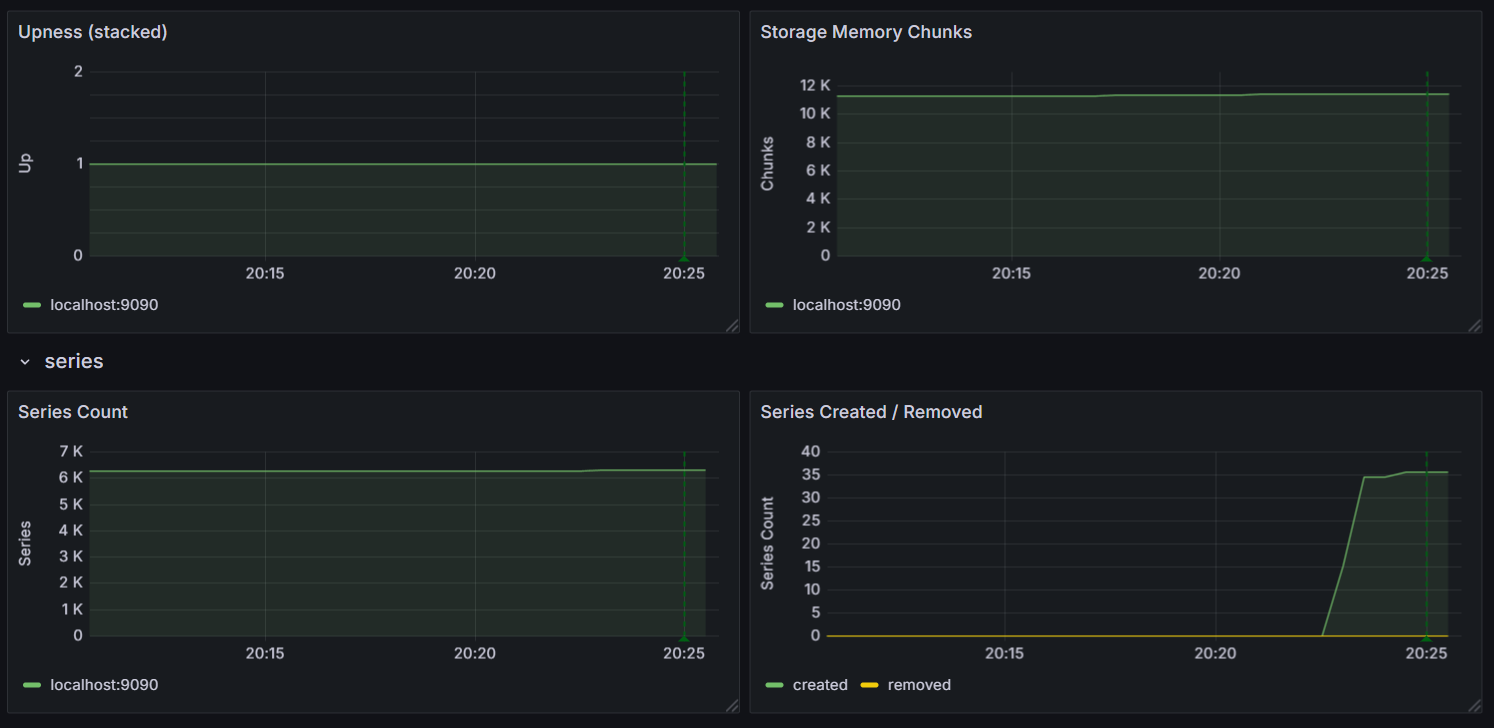 Upness (stacked)
Up
2
1
0
20:15 20:20 20:25
localhost:9090
Storage Memory Chunks
Chunks
12 K
10 K
8 K
6 K
4 K
2 K
0
20:15 20:20 20:25
localhost:9090
series
Series Count
Series
7 K
6 K
5 K
4 K
3 K
2 K
1 K
0
20:15 20:20 20:25
localhost:9090
Series Created / Removed
Series Count
40
35
30
25
20
15
10
5
0
20:15 20:20 20:25
created removed